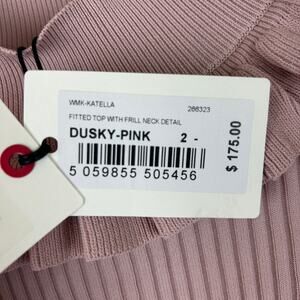 WMK-KATELLA 266323
FITTED TOP WITH FRILL NECK DETAIL
DUSKY-PINK 2 -
5 059855 505456
$ 175.00